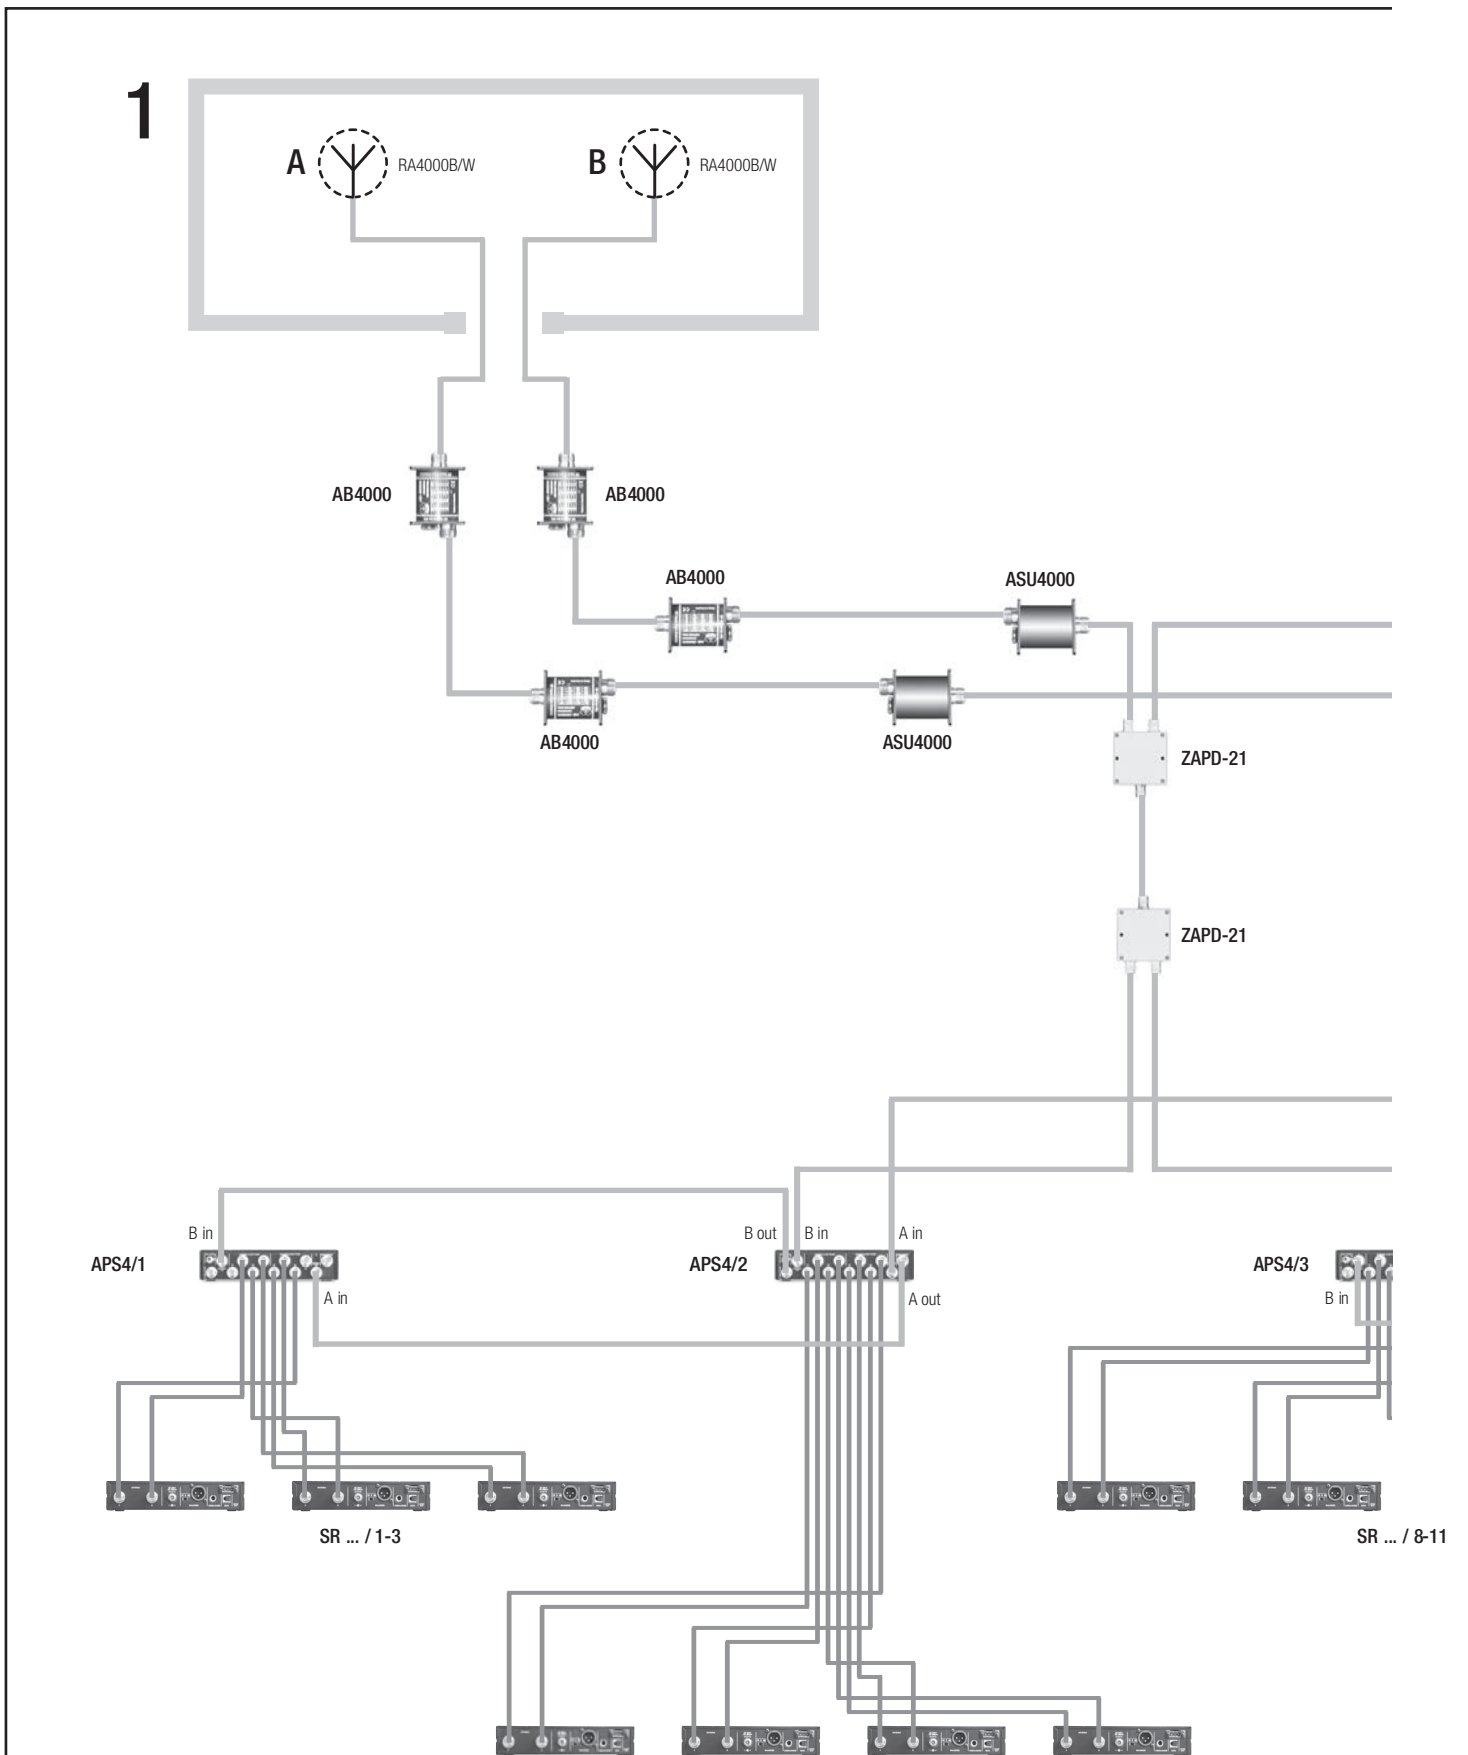 1
A RA4000B/W B RA4000B/W
AB4000 AB4000
AB4000 ASU4000
AB4000 ASU4000
ZAPD-21
ZAPD-21
B in B out B in A in
APS4/1 APS4/2 APS4/3
A in A out B in
SR ... / 1-3 SR ... / 8-11